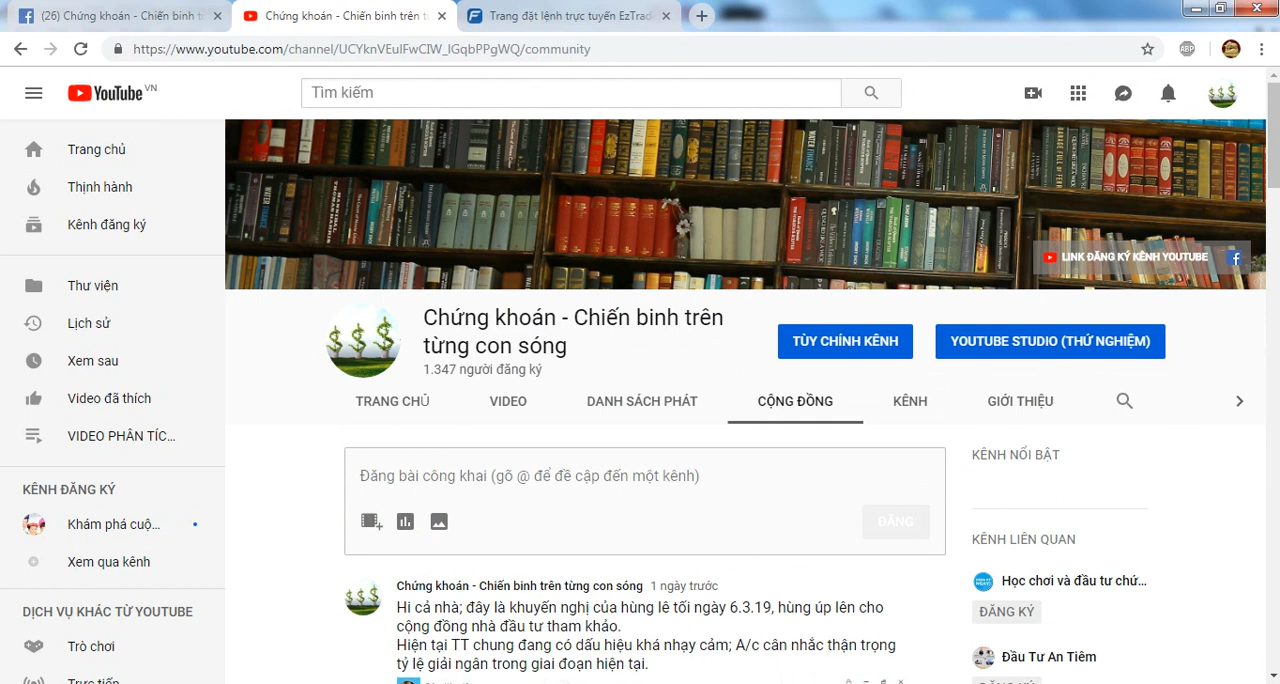 (26) Chứng khoán - Chiến binh tr
Chứng khoán - Chiến binh trên t
Trang đặt lệnh trực tuyến EzTrad
https://www.youtube.com/channel/UCYknVEulFwCIW_IGqbPPgWQ/community
ABP
YouTube VN
Tìm kiếm
Trang chủ
Thịnh hành
Kênh đăng ký
Thư viện
Lịch sử
Xem sau
Video đã thích
VIDEO PHÂN TÍC...
KÊNH ĐĂNG KÝ
Khám phá cuộ...
Xem qua kênh
DỊCH VỤ KHÁC TỪ YOUTUBE
Trò chơi
Trực tiếp
LINK ĐĂNG KÝ KÊNH YOUTUBE
Chứng khoán - Chiến binh trên
từng con sóng
1.347 người đăng ký
TÙY CHỈNH KÊNH
YOUTUBE STUDIO (THỬ NGHIỆM)
TRANG CHỦ
VIDEO
DANH SÁCH PHÁT
CỘNG ĐỒNG
KÊNH
GIỚI THIỆU
Đăng bài công khai (gõ @ để đề cập đến một kênh)
ĐĂNG
Chứng khoán - Chiến binh trên từng con sóng 1 ngày trước
Hi cả nhà; đây là khuyến nghị của hùng lê tối ngày 6.3.19, hùng úp lên cho
cộng đồng nhà đầu tư tham khảo.
Hiện tại TT chung đang có dấu hiệu khá nhạy cảm; A/c cân nhắc thận trọng
tỷ lệ giải ngân trong giai đoạn hiện tại.
KÊNH NỔI BẬT
KÊNH LIÊN QUAN
Học chơi và đầu tư chứ...
ĐĂNG KÝ
Đầu Tư An Tiêm
ĐĂNG KÝ